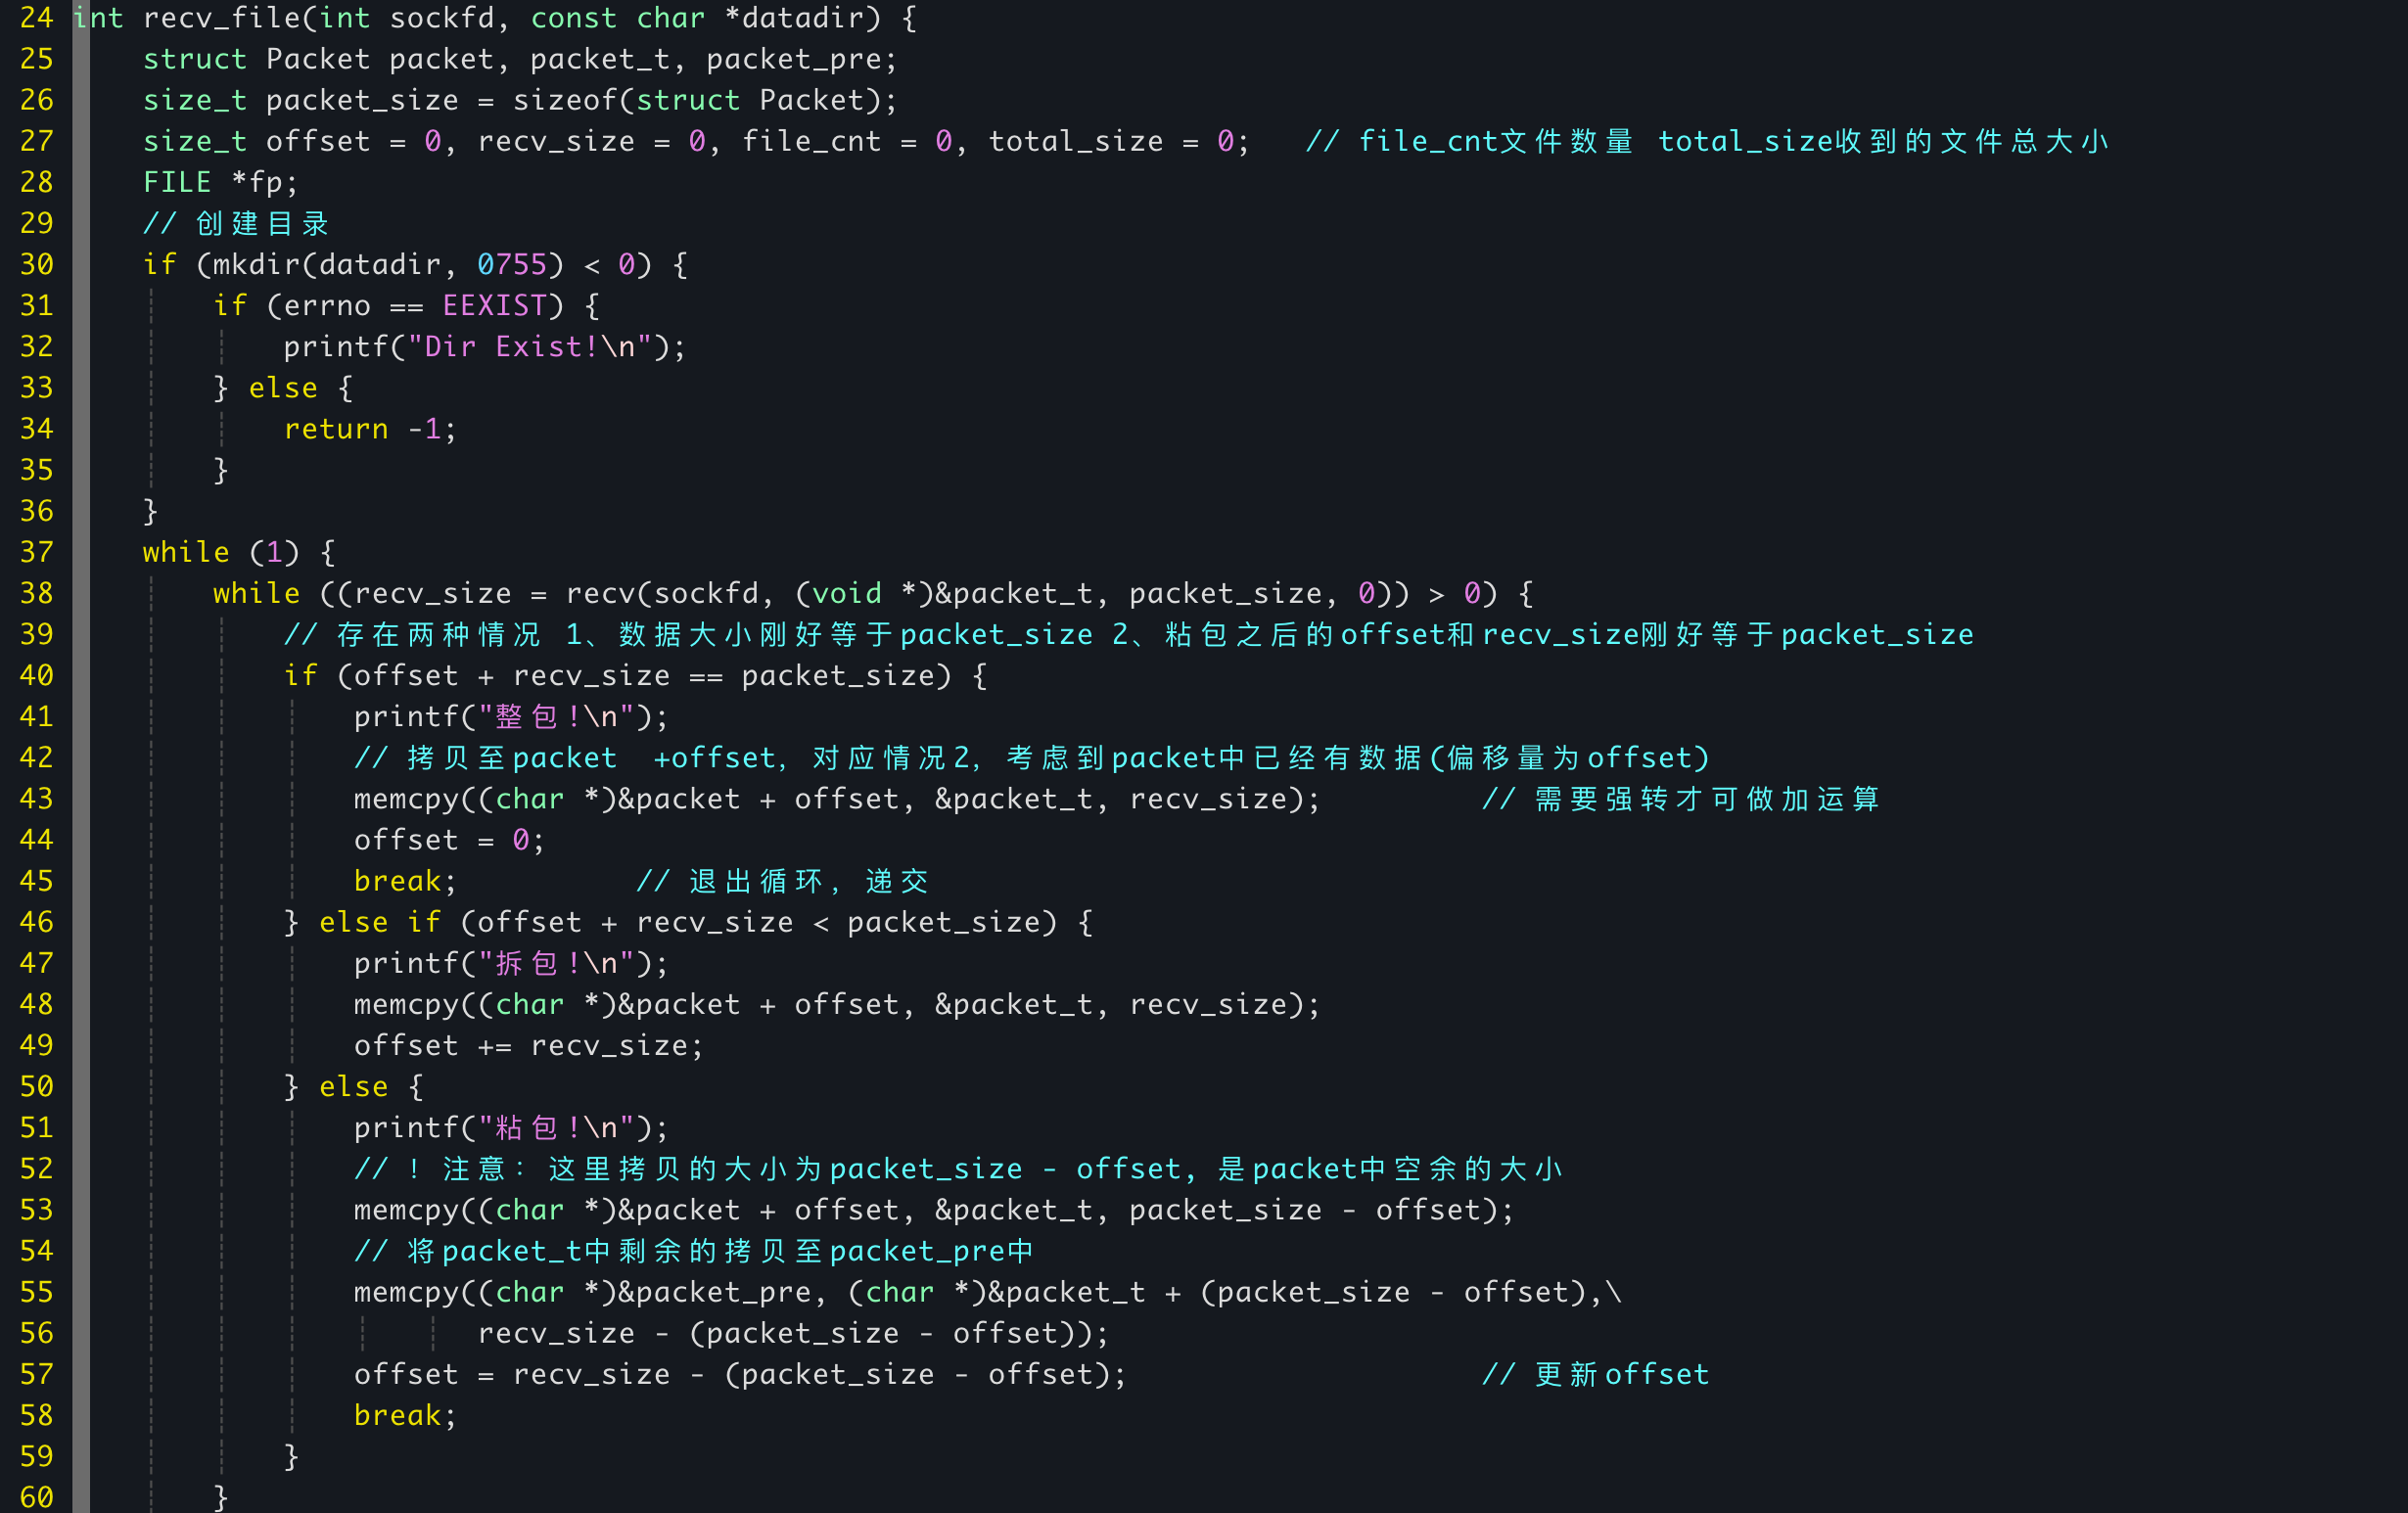 24 int recv_file(int sockfd, const char *datadir) {
25     struct Packet packet, packet_t, packet_pre;
26     size_t packet_size = sizeof(struct Packet);
27     size_t offset = 0, recv_size = 0, file_cnt = 0, total_size = 0;   // file_cnt文件数量 total_size收到的文件总大小
28     FILE *fp;
29     // 创建目录
30     if (mkdir(datadir, 0755) < 0) {
31         if (errno == EEXIST) {
32             printf("Dir Exist!\n");
33         } else {
34             return -1;
35         }
36     }
37     while (1) {
38         while ((recv_size = recv(sockfd, (void *)&packet_t, packet_size, 0)) > 0) {
39             // 存在两种情况 1、数据大小刚好等于packet_size 2、粘包之后的offset和recv_size刚好等于packet_size
40             if (offset + recv_size == packet_size) {
41                 printf("整包!\n");
42                 // 拷贝至packet  +offset，对应情况2，考虑到packet中已经有数据(偏移量为offset)
43                 memcpy((char *)&packet + offset, &packet_t, recv_size);         // 需要强转才可做加运算
44                 offset = 0;
45                 break;          // 退出循环，递交
46             } else if (offset + recv_size < packet_size) {
47                 printf("拆包!\n");
48                 memcpy((char *)&packet + offset, &packet_t, recv_size);
49                 offset += recv_size;
50             } else {
51                 printf("粘包!\n");
52                 // ！注意：这里拷贝的大小为packet_size - offset，是packet中空余的大小
53                 memcpy((char *)&packet + offset, &packet_t, packet_size - offset);
54                 // 将packet_t中剩余的拷贝至packet_pre中
55                 memcpy((char *)&packet_pre, (char *)&packet_t + (packet_size - offset),\
56                        recv_size - (packet_size - offset));
57                 offset = recv_size - (packet_size - offset);                    // 更新offset
58                 break;
59             }
60         }